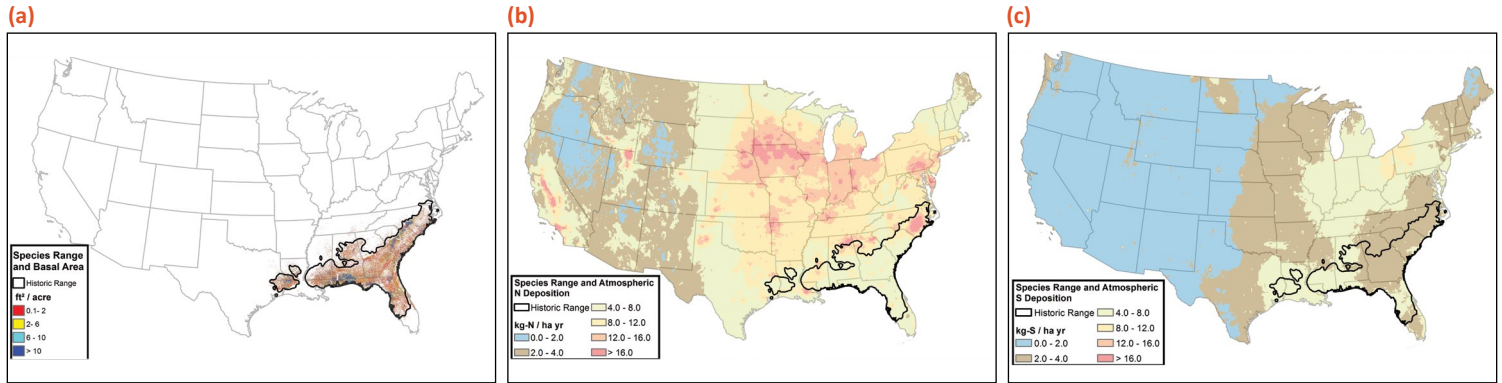 (a)
Species Range
and Basal Area
Historic Range
ft² / acre
0.1- 2
2- 6
6 - 10
> 10
(b)
Species Range and Atmospheric
N Deposition
Historic Range
kg-N / ha yr
0.0 - 2.0
2.0 - 4.0
4.0 - 8.0
8.0 - 12.0
12.0 - 16.0
> 16.0
(c)
Species Range and Atmospheric
S Deposition
Historic Range
kg-S / ha yr
0.0 - 2.0
2.0 - 4.0
4.0 - 8.0
8.0 - 12.0
12.0 - 16.0
> 16.0